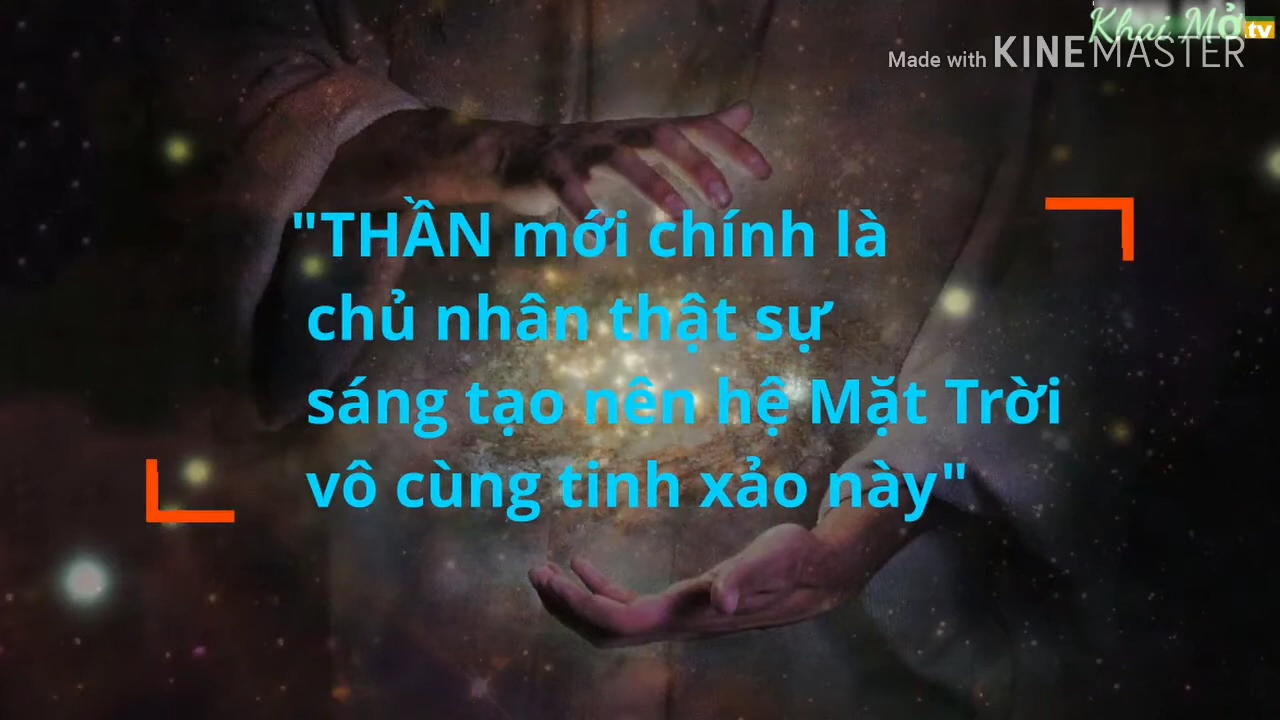 Khai Mở.tv
Made with KINEMASTER
"THẦN mới chính là
chủ nhân thật sự
sáng tạo nên hệ Mặt Trời
vô cùng tinh xảo này"